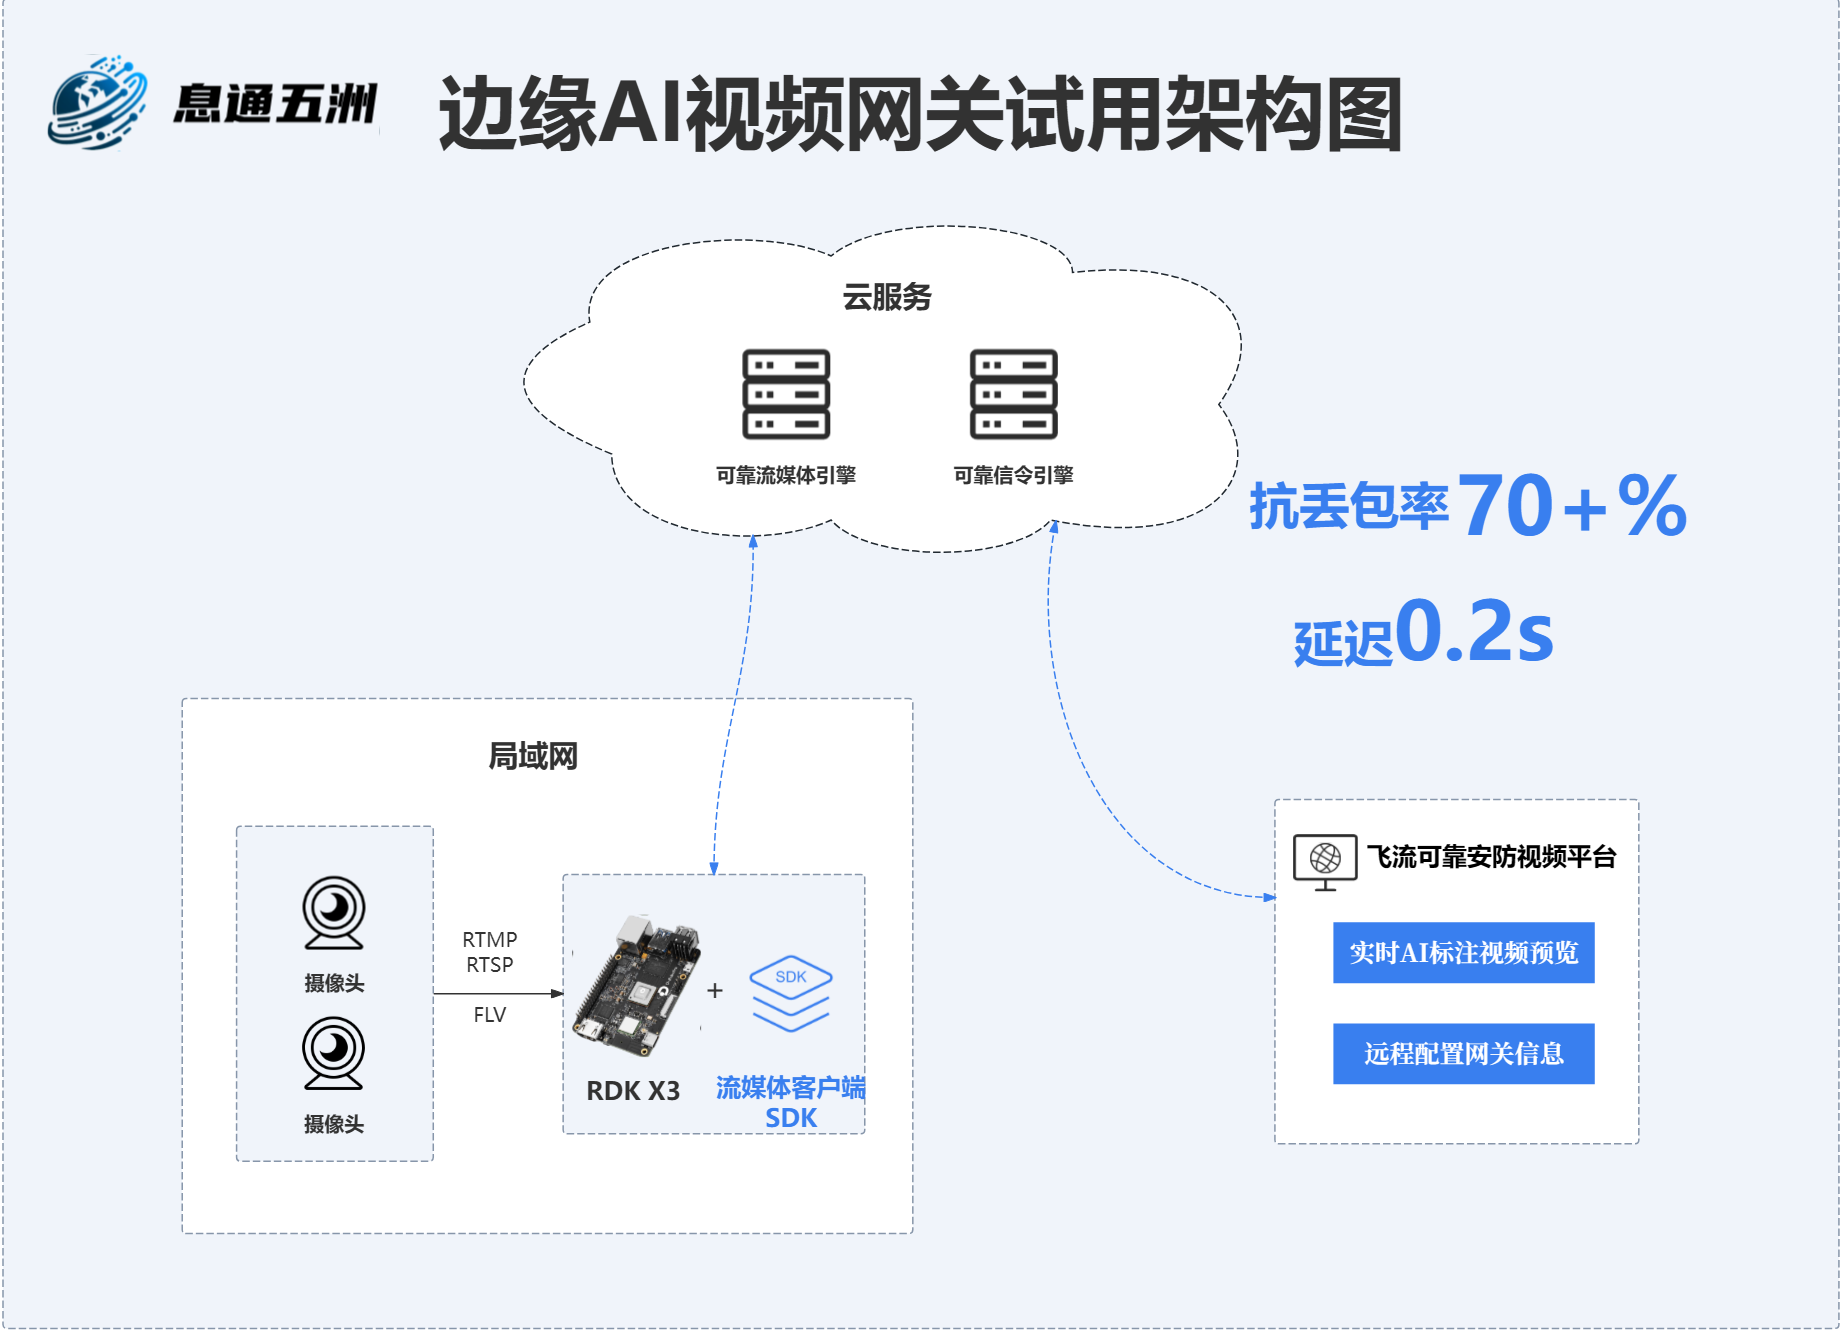 息通五洲
边缘AI视频网关试用架构图
云服务
可靠流媒体引擎
可靠信令引擎
抗丢包率70+%
延迟0.2s
局域网
摄像头
摄像头
RTMP
RTSP
FLV
+
SDK
RDK X3
流媒体客户端
SDK
飞流可靠安防视频平台
实时AI标注视频预览
远程配置网关信息